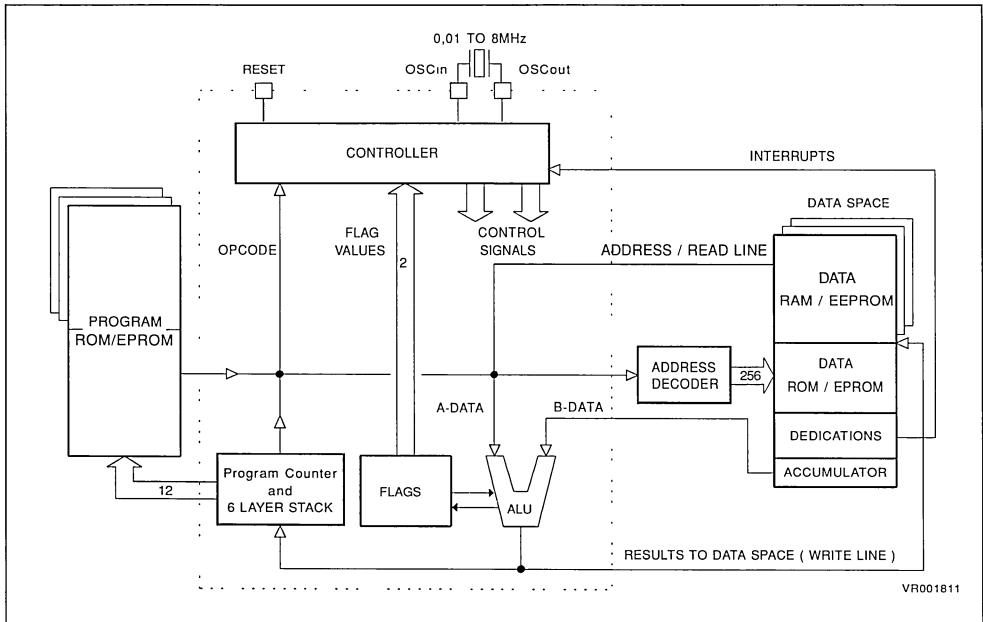 0,01 TO 8MHz
RESET
OSCin
OSCout
CONTROLLER
INTERRUPTS
DATA SPACE
OPCODE
FLAG
VALUES
2
CONTROL
SIGNALS
ADDRESS / READ LINE
DATA
RAM / EEPROM
PROGRAM
ROM/EPROM
ADDRESS
DECODER
256
DATA
ROM / EPROM
A-DATA
B-DATA
DEDICATIONS
ACCUMULATOR
12
Program Counter
and
6 LAYER STACK
FLAGS
ALU
RESULTS TO DATA SPACE ( WRITE LINE )
VR001811